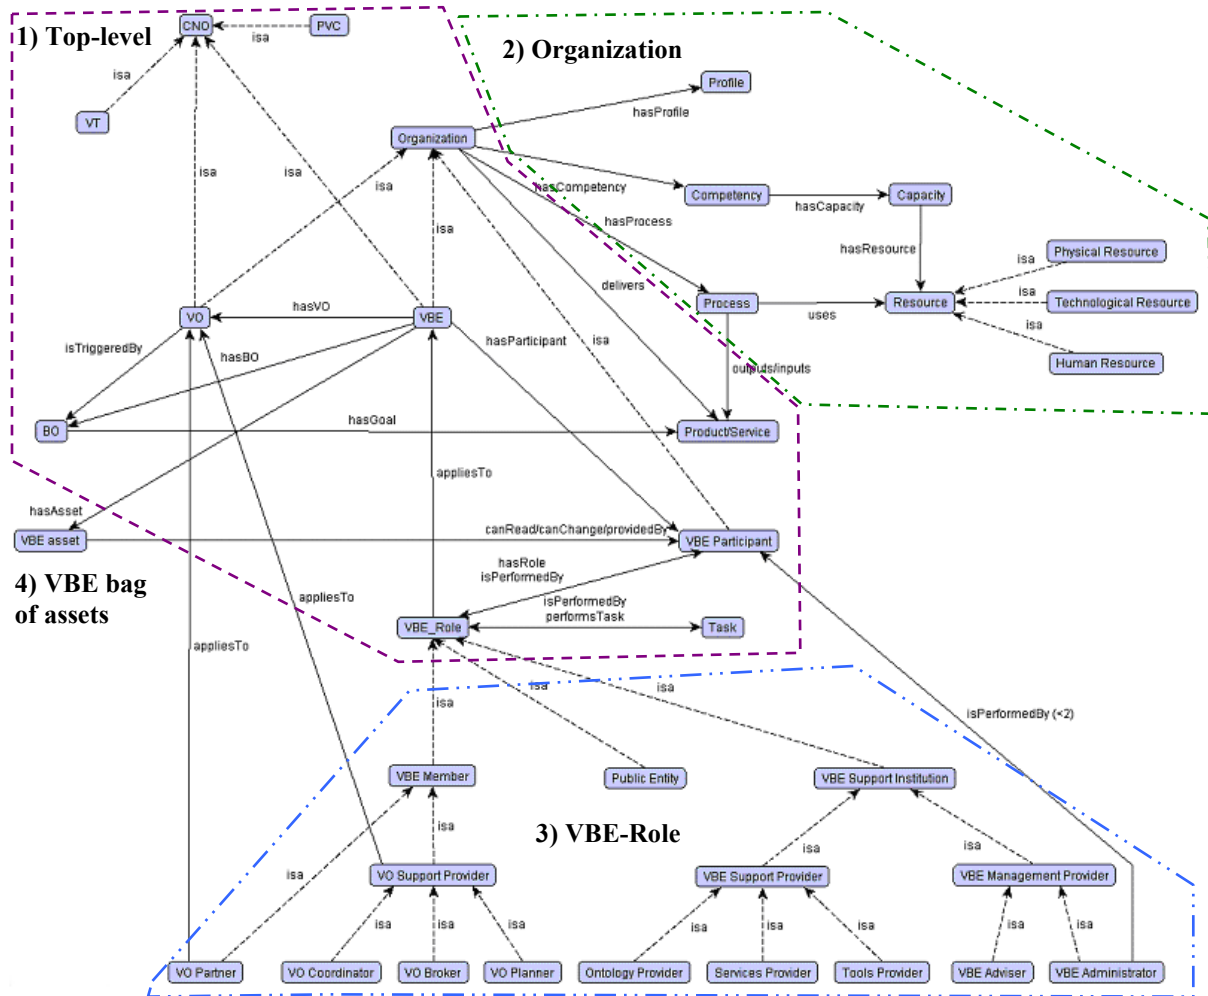 1) Top-level
CNO
isa
PVC
isa
VT
2) Organization
Profile
hasProfile
Organization
isa
isa
isa
hasCompetency
Competency
hasCapacity
Capacity
hasProcess
isa
hasResource
Physical Resource
isa
delivers
Process
uses
Resource
isa
Technological Resource
isa
Human Resource
VO
hasVO
VBE
isTriggeredBy
hasBO
hasParticipant
isa
outputs/inputs
BO
hasGoal
Product/Service
appliesTo
hasAsset
VBE asset
canRead/canChange/providedBy
VBE Participant
hasRole
isPerformedBy
4) VBE bag
of assets
appliesTo
isPerformedBy
performsTask
VBE_Role
Task
appliesTo
isa
isa
isa
isPerformedBy (<2)
VBE Member
Public Entity
VBE Support Institution
3) VBE-Role
isa
isa
isa
isa
VO Support Provider
VBE Support Provider
VBE Management Provider
isa
isa
isa
isa
isa
isa
isa
isa
VO Partner
VO Coordinator
VO Broker
VO Planner
Ontology Provider
Services Provider
Tools Provider
VBE Adviser
VBE Administrator